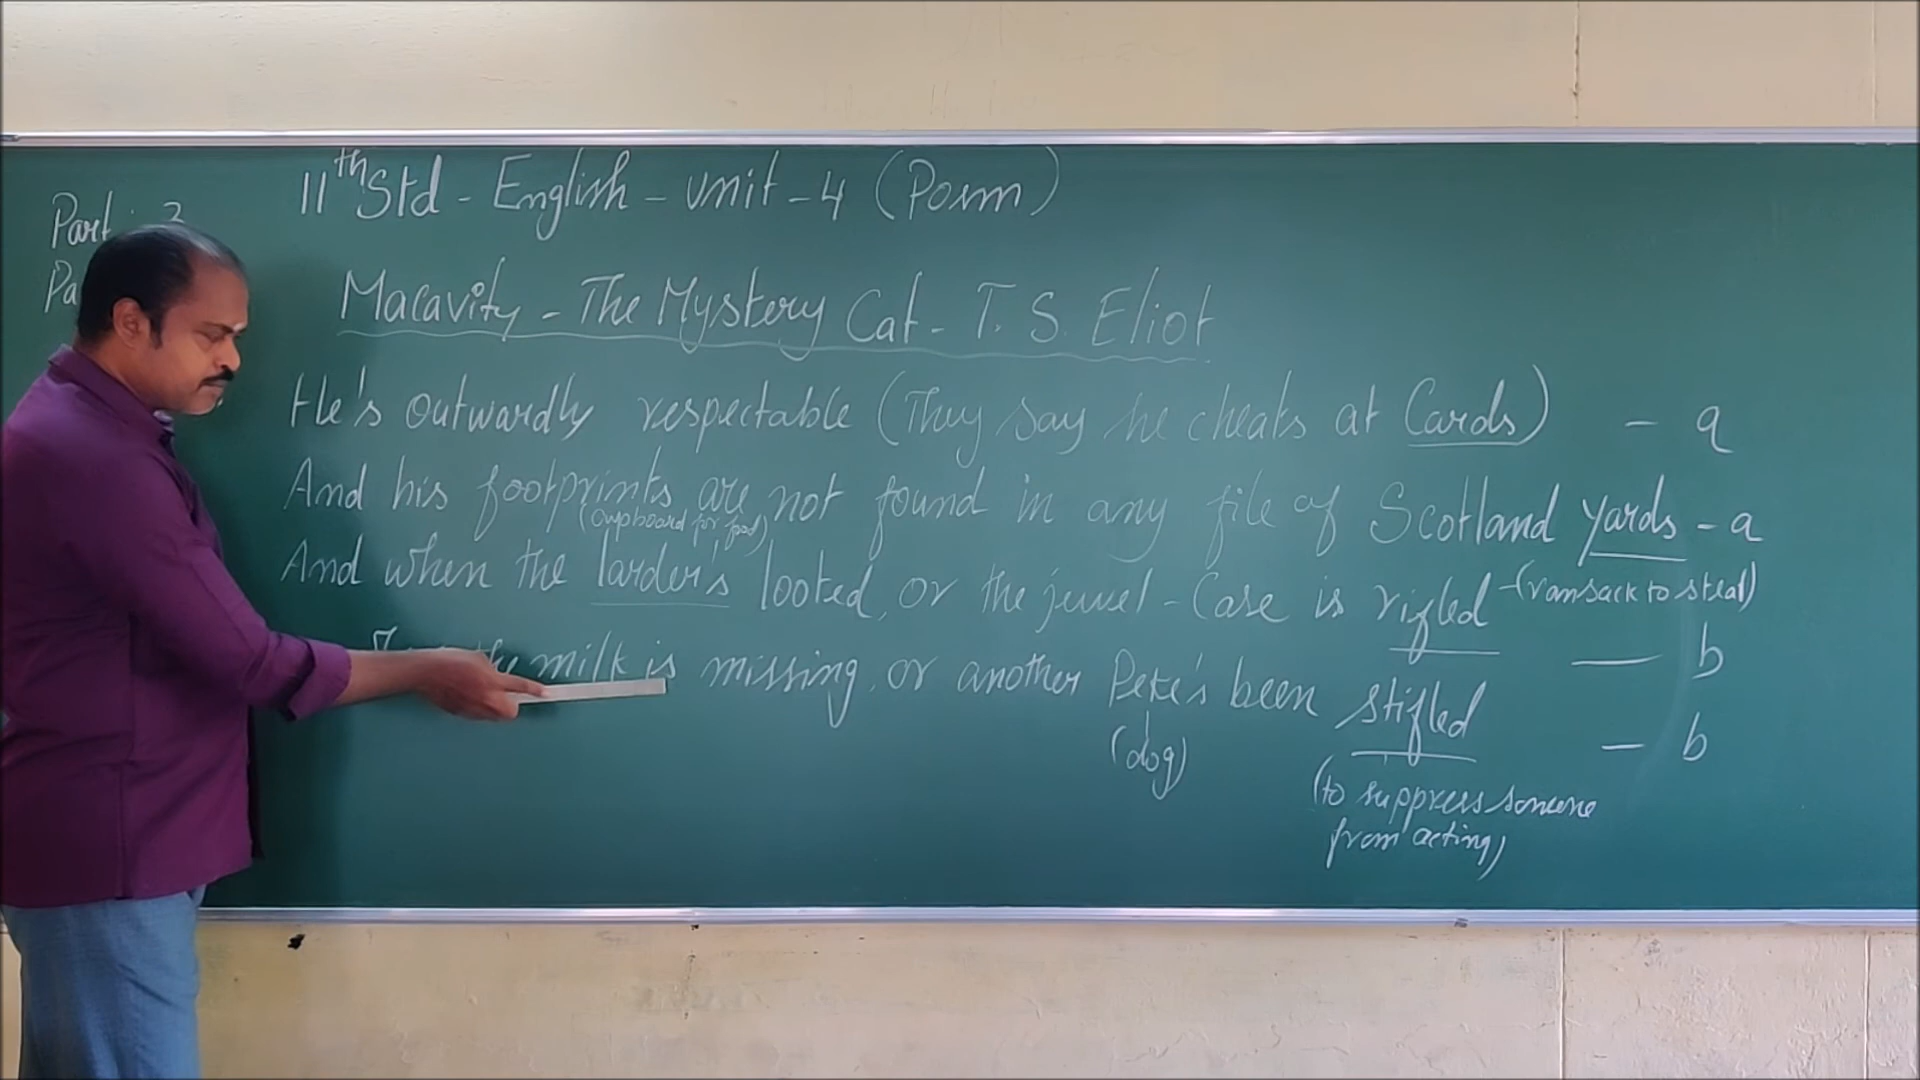 Part
11th Std - English - unit - 4 (Poem)
Macavity - The Mystery Cat - T. S. Eliot
He's outwardly respectable (They say he cheats at Cards) - a
And his footprints are not found in any file of Scotland yards - a
(cupboard for food)
And when the larder's looted, or the jewel - Case is rifled - (ransack to steal)
b
the milk is missing, or another Peke's been stifled
(dog)
- b
(to suppress someone
from acting)